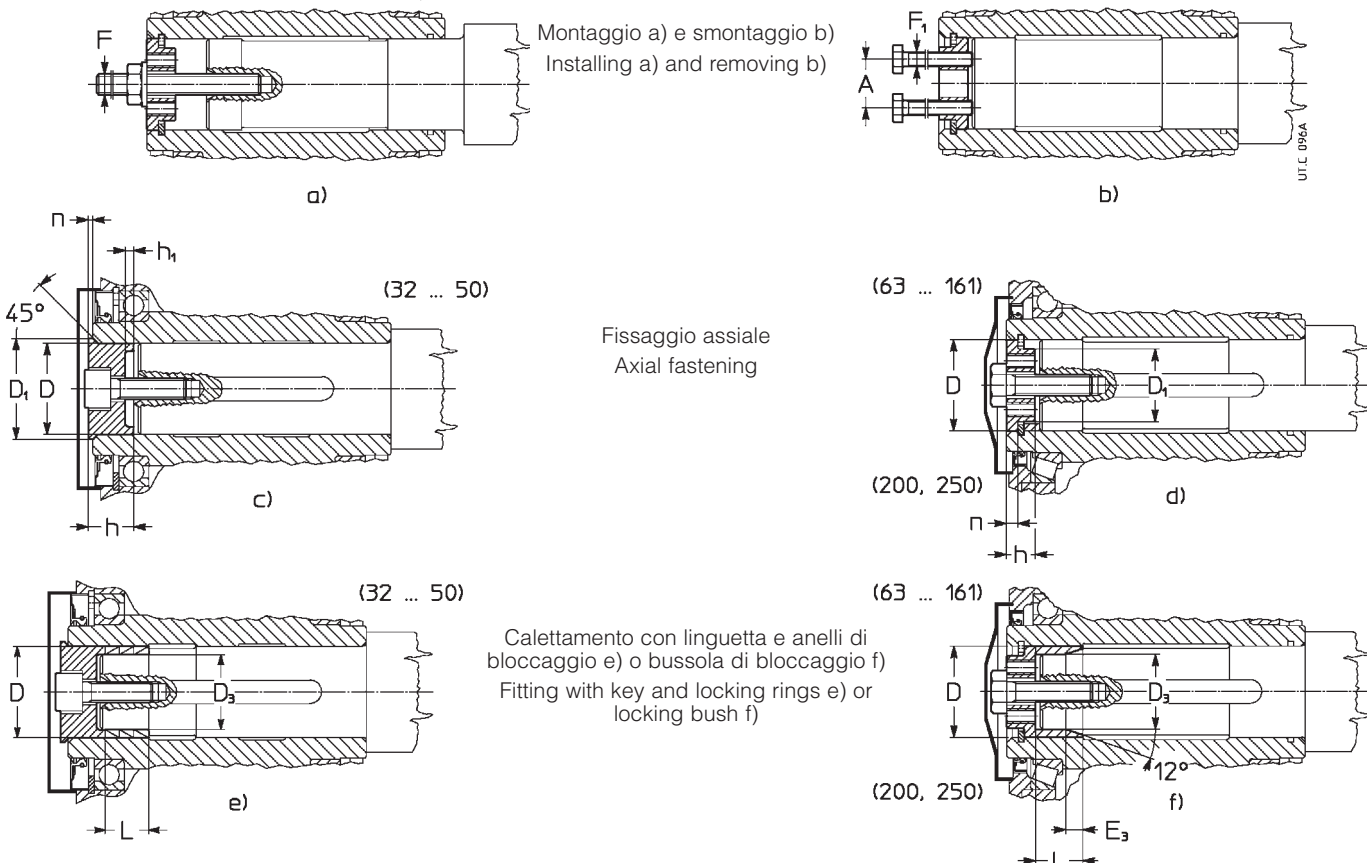 F
Montaggio a) e smontaggio b)
Installing a) and removing b)
F₁
A
UT.C 096A
a)
b)
n
h₁
(32 ... 50)
45°
D₁
D
c)
h
Fissaggio assiale
Axial fastening
(63 ... 161)
D
D₁
(200, 250)
d)
n
h
(32 ... 50)
D
D₃
e)
L
Calettamento con linguetta e anelli di
bloccaggio e) o bussola di bloccaggio f)
Fitting with key and locking rings e) or
locking bush f)
(63 ... 161)
D
D₃
12°
(200, 250)
f)
E₃
L